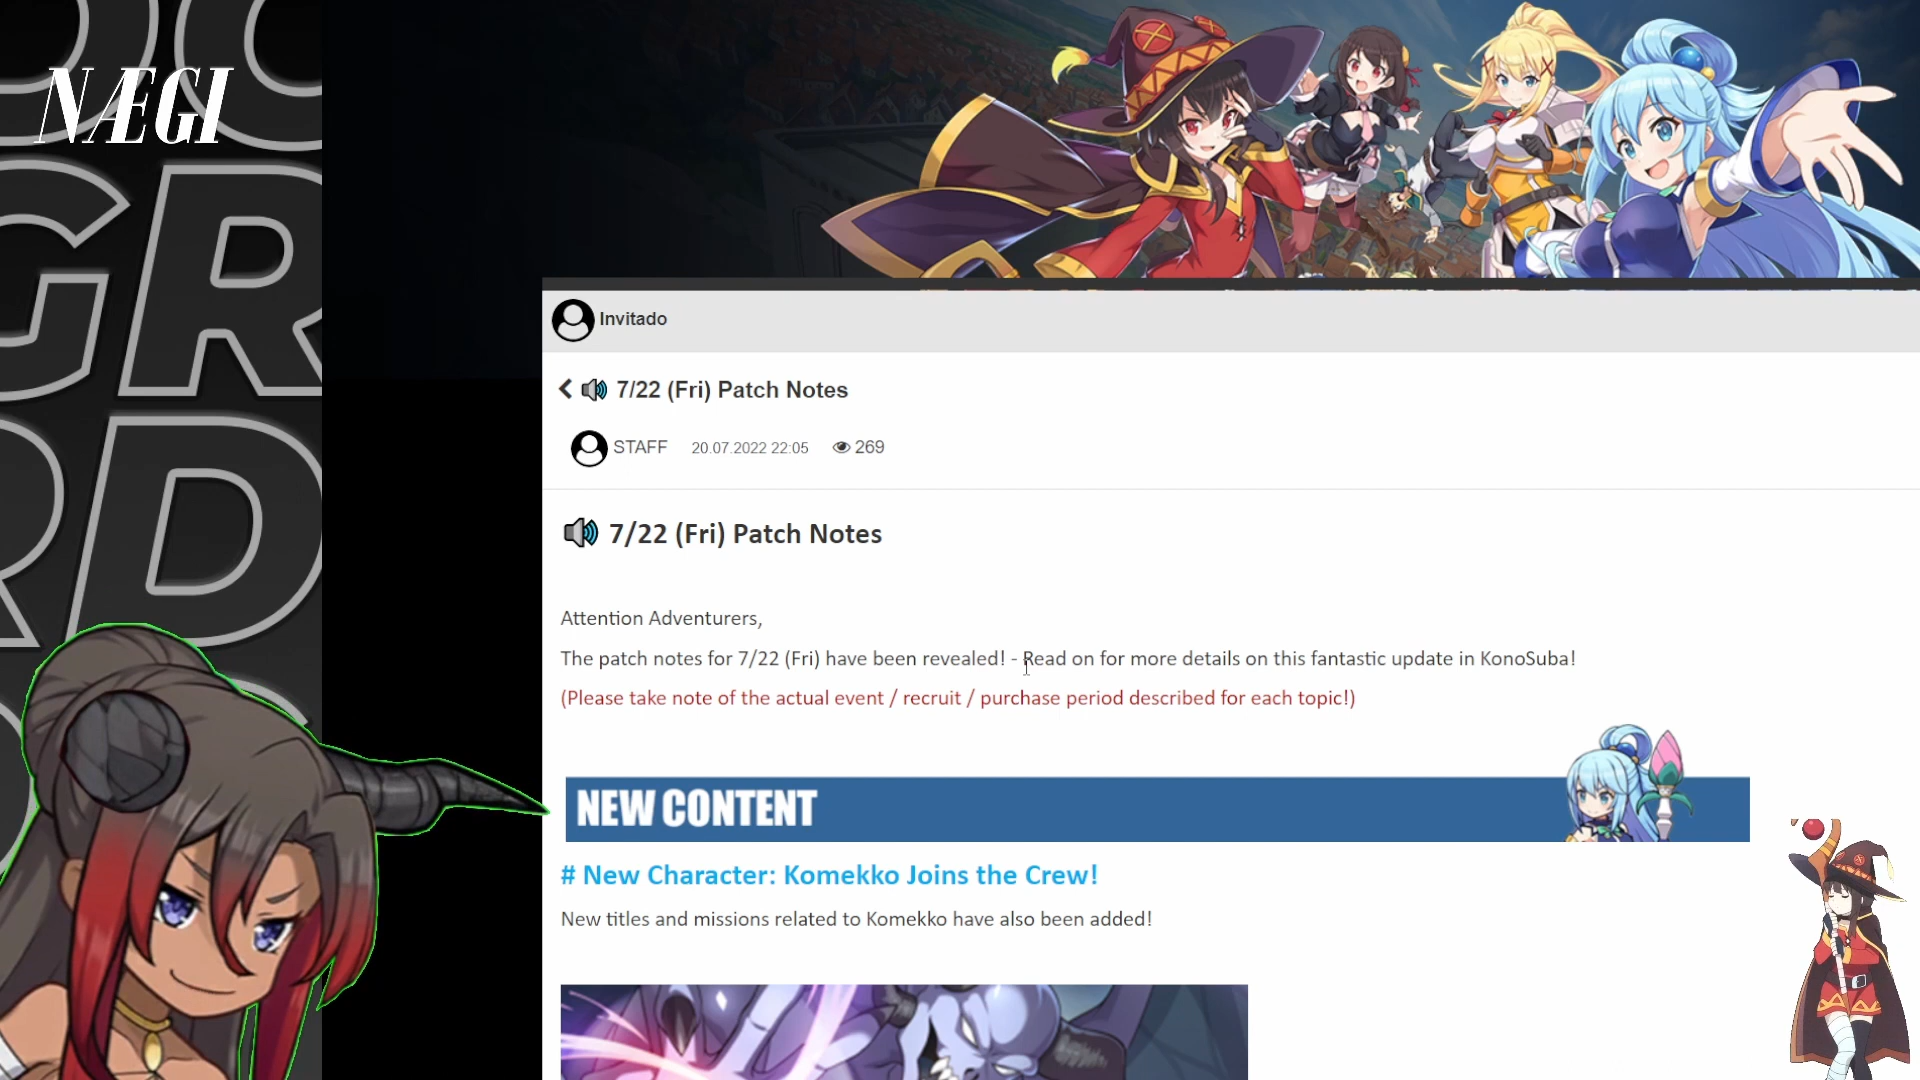 NÆGI
GR
RD
Invitado
7/22 (Fri) Patch Notes
STAFF 20.07.2022 22:05 269
7/22 (Fri) Patch Notes
Attention Adventurers,
The patch notes for 7/22 (Fri) have been revealed! - Read on for more details on this fantastic update in KonoSuba!
(Please take note of the actual event / recruit / purchase period described for each topic!)
NEW CONTENT
# New Character: Komekko Joins the Crew!
New titles and missions related to Komekko have also been added!